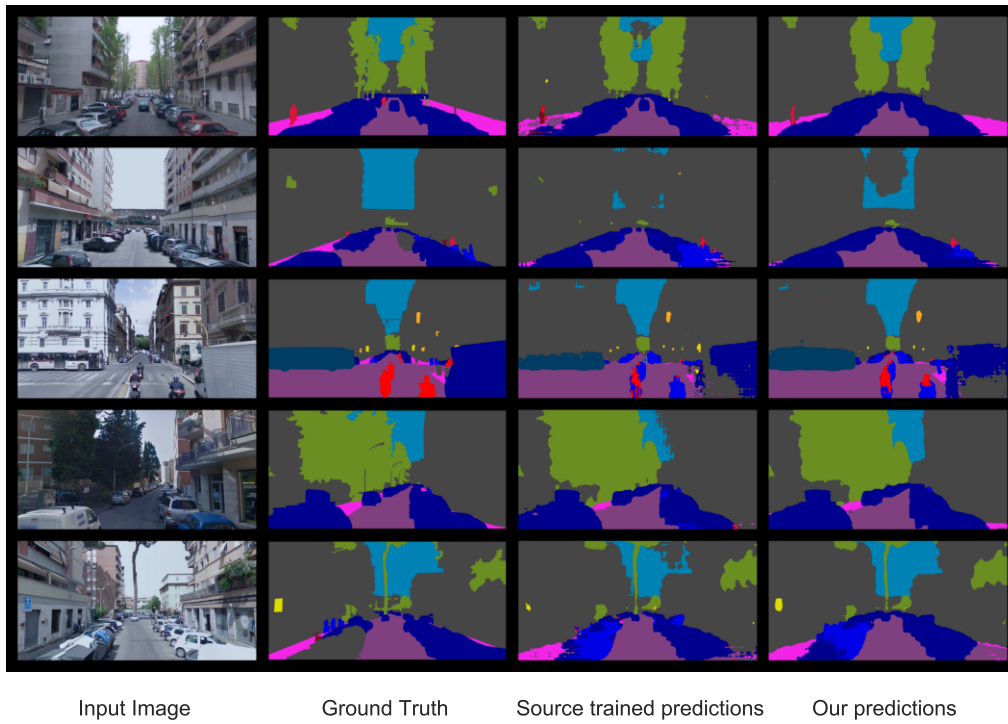 Input Image
Ground Truth
Source trained predictions
Our predictions